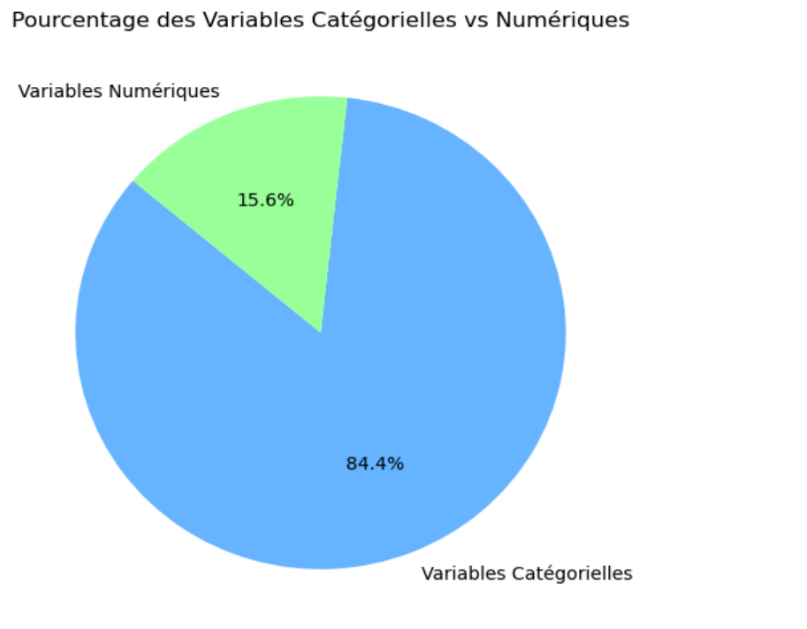 Pourcentage des Variables Catégorielles vs Numériques
Variables Numériques
15.6%
84.4%
Variables Catégorielles